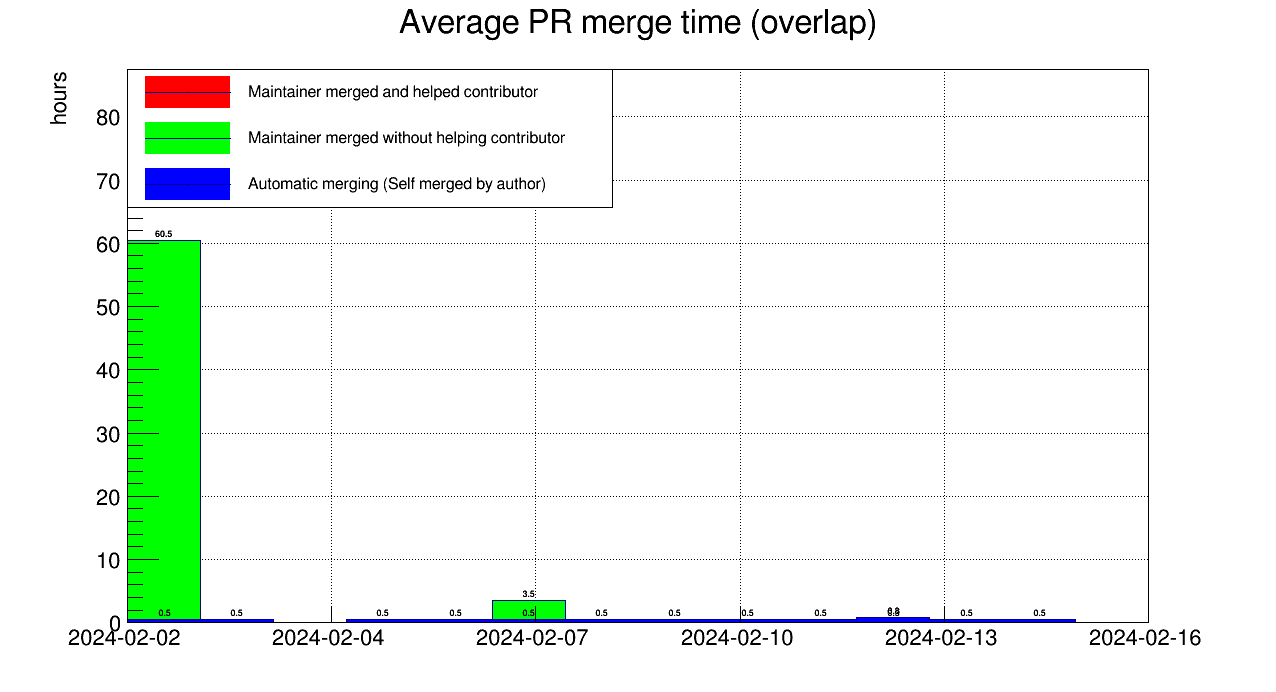 Average PR merge time (overlap)
hours
Maintainer merged and helped contributor
Maintainer merged without helping contributor
Automatic merging (Self merged by author)
80
70
60
50
40
30
20
10
0
60.5
3.5
0.5 0.5 0.5 0.5 0.5 0.5 0.5 0.5 0.5 0.5 0.5
2024-02-02 2024-02-04 2024-02-07 2024-02-10 2024-02-13 2024-02-16